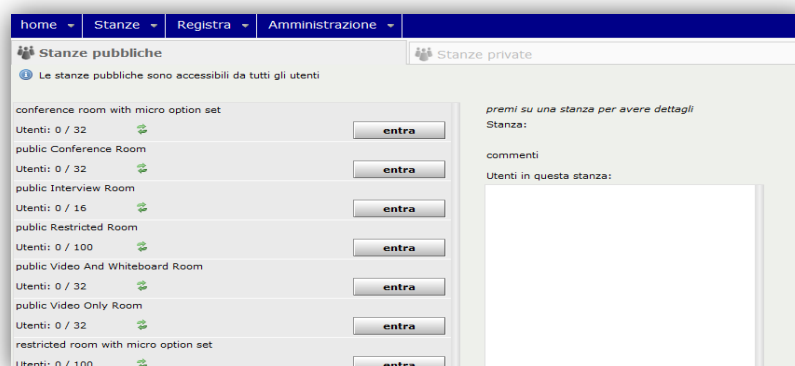 home Stanze Registra Amministrazione
Stanze pubbliche
Stanze private
Le stanze pubbliche sono accessibili da tutti gli utenti
conference room with micro option set
Utenti: 0 / 32 entra
public Conference Room
Utenti: 0 / 32 entra
public Interview Room
Utenti: 0 / 16 entra
public Restricted Room
Utenti: 0 / 100 entra
public Video And Whiteboard Room
Utenti: 0 / 32 entra
public Video Only Room
Utenti: 0 / 32 entra
restricted room with micro option set
Utenti: 0 / 100 entra
premi su una stanza per avere dettagli
Stanza:
commenti
Utenti in questa stanza: